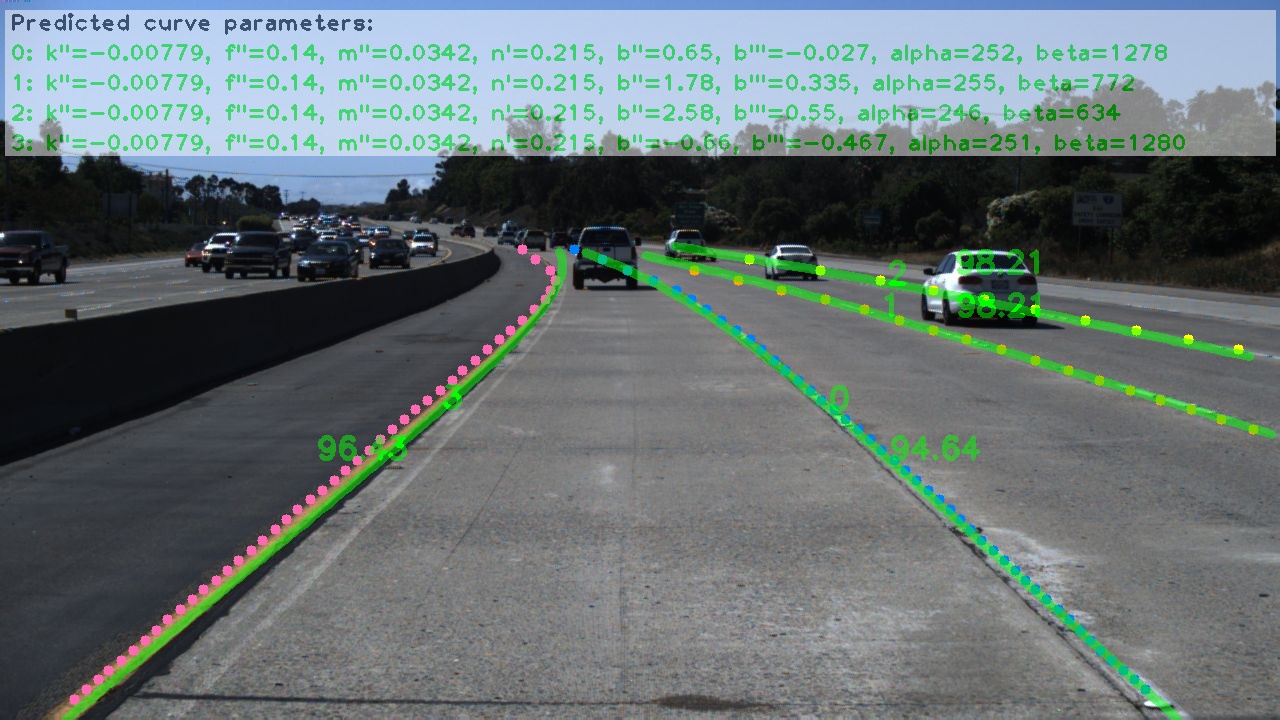 Predicted curve parameters:
0: k''=-0.00779, f''=0.14, m''=0.0342, n'=0.215, b''=0.65, b'''=-0.027, alpha=252, beta=1278
1: k''=-0.00779, f''=0.14, m''=0.0342, n'=0.215, b''=1.78, b'''=0.335, alpha=255, beta=772
2: k''=-0.00779, f''=0.14, m''=0.0342, n'=0.215, b''=2.58, b'''=0.55, alpha=246, beta=634
3: k''=-0.00779, f''=0.14, m''=0.0342, n'=0.215, b''=-0.66, b'''=-0.467, alpha=251, beta=1280
2 98.21
1 98.21
0
94.64